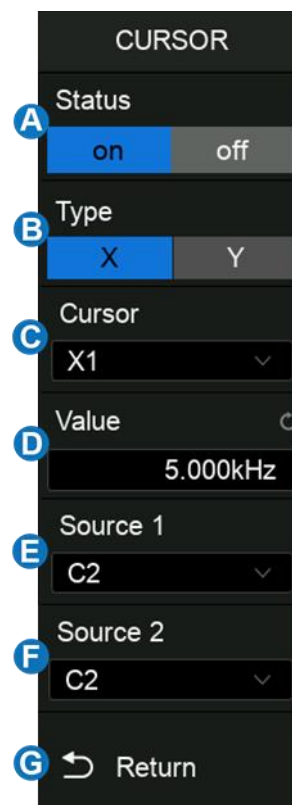 CURSOR
Status
A
on off
Type
B
X Y
Cursor
C
X1
Value
D
5.000kHz
Source 1
E
C2
Source 2
F
C2
G Return